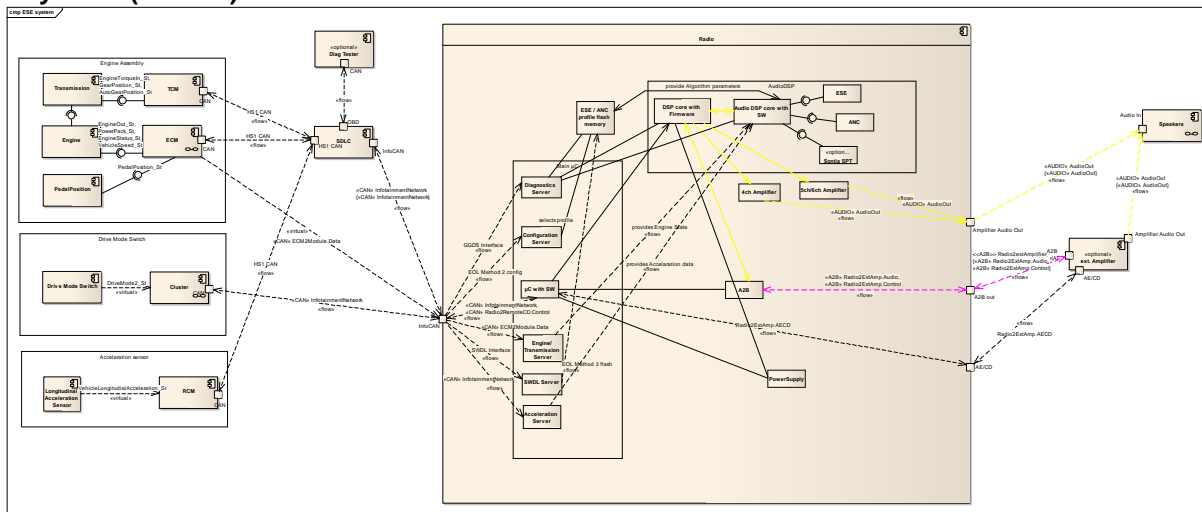 cmp ESE system
Engine Assembly
Transmission
EngineTorqueIn_St,
GearPosition_St,
AutoGearPosition_St
TCM
CAN
Engine
EngineOut_St,
PowerPack_St,
EngineStatus_St,
VehicleSpeed_St
ECM
CAN
PedalPosition
PedalPosition_St
HS1 CAN
«flow»
HS1 CAN
«flow»
«optional»
Diag Tester
CAN
«flow»
OBD
SDLC
HS1 CAN
InfoCAN
«CAN» InfotainmentNetwork
{«CAN» InfotainmentNetwork}
«flow»
«virtual»
«CAN» ECM2Module.Data
HS1 CAN
«flow»
Drive Mode Switch
Drive Mode Switch
DriveMode2_St
«virtual»
Cluster
CAN
«CAN» InfotainmentNetwork
«flow»
Acceleration sensor
Longitudinal
Acceleration
Sensor
VehicleLongitudialAcceleration_St
«virtual»
RCM
CAN
InfoCAN
Radio
provide Algorithm parameters
AudioDSP
ESE / ANC
profile flash
memory
DSP core with
Firmware
Audio DSP core with
SW
ESE
ANC
«option...
Sontia SPT
Main µC
Diagnostics
Server
selects profile
Configuration
Server
GGDS Interface
«flow»
EOL Method 2 config
«flow»
µC with SW
«CAN» InfotainmentNetwork,
«CAN» Radio2RemoteCD.Control
«flow»
«CAN» ECM2Module.Data
«flow»
Engine/
Transmission
Server
SWDL Interface
«flow»
SWDL Server
«CAN» InfotainmentNetwork
«flow»
Acceleration
Server
EOL Method 3 flash
«flow»
provides Engine State
provides Accelaration data
4ch Amplifier
5ch/6ch Amplifier
«flow»
«AUDIO» AudioOut
«AUDIO» AudioOut
«flow»
A2B
«A2B» Radio2ExtAmp.Audio,
«A2B» Radio2ExtAmp.Control
«flow»
Radio2ExtAmp.AECD
«flow»
PowerSupply
Amplifier Audio Out
A2B out
AE/CD
Audio In
Speakers
«AUDIO» AudioOut
{«AUDIO» AudioOut}
«flow»
«AUDIO» AudioOut
{«AUDIO» AudioOut}
«flow»
Amplifier Audio Out
«optional»
ext. Amplifier
A2B
AE/CD
«A2B» Radio2extAmplifier
{«A2B» Radio2ExtAmp.Audio,
«A2B» Radio2ExtAmp.Control}
«flow»
«flow»
Radio2ExtAmp.AECD